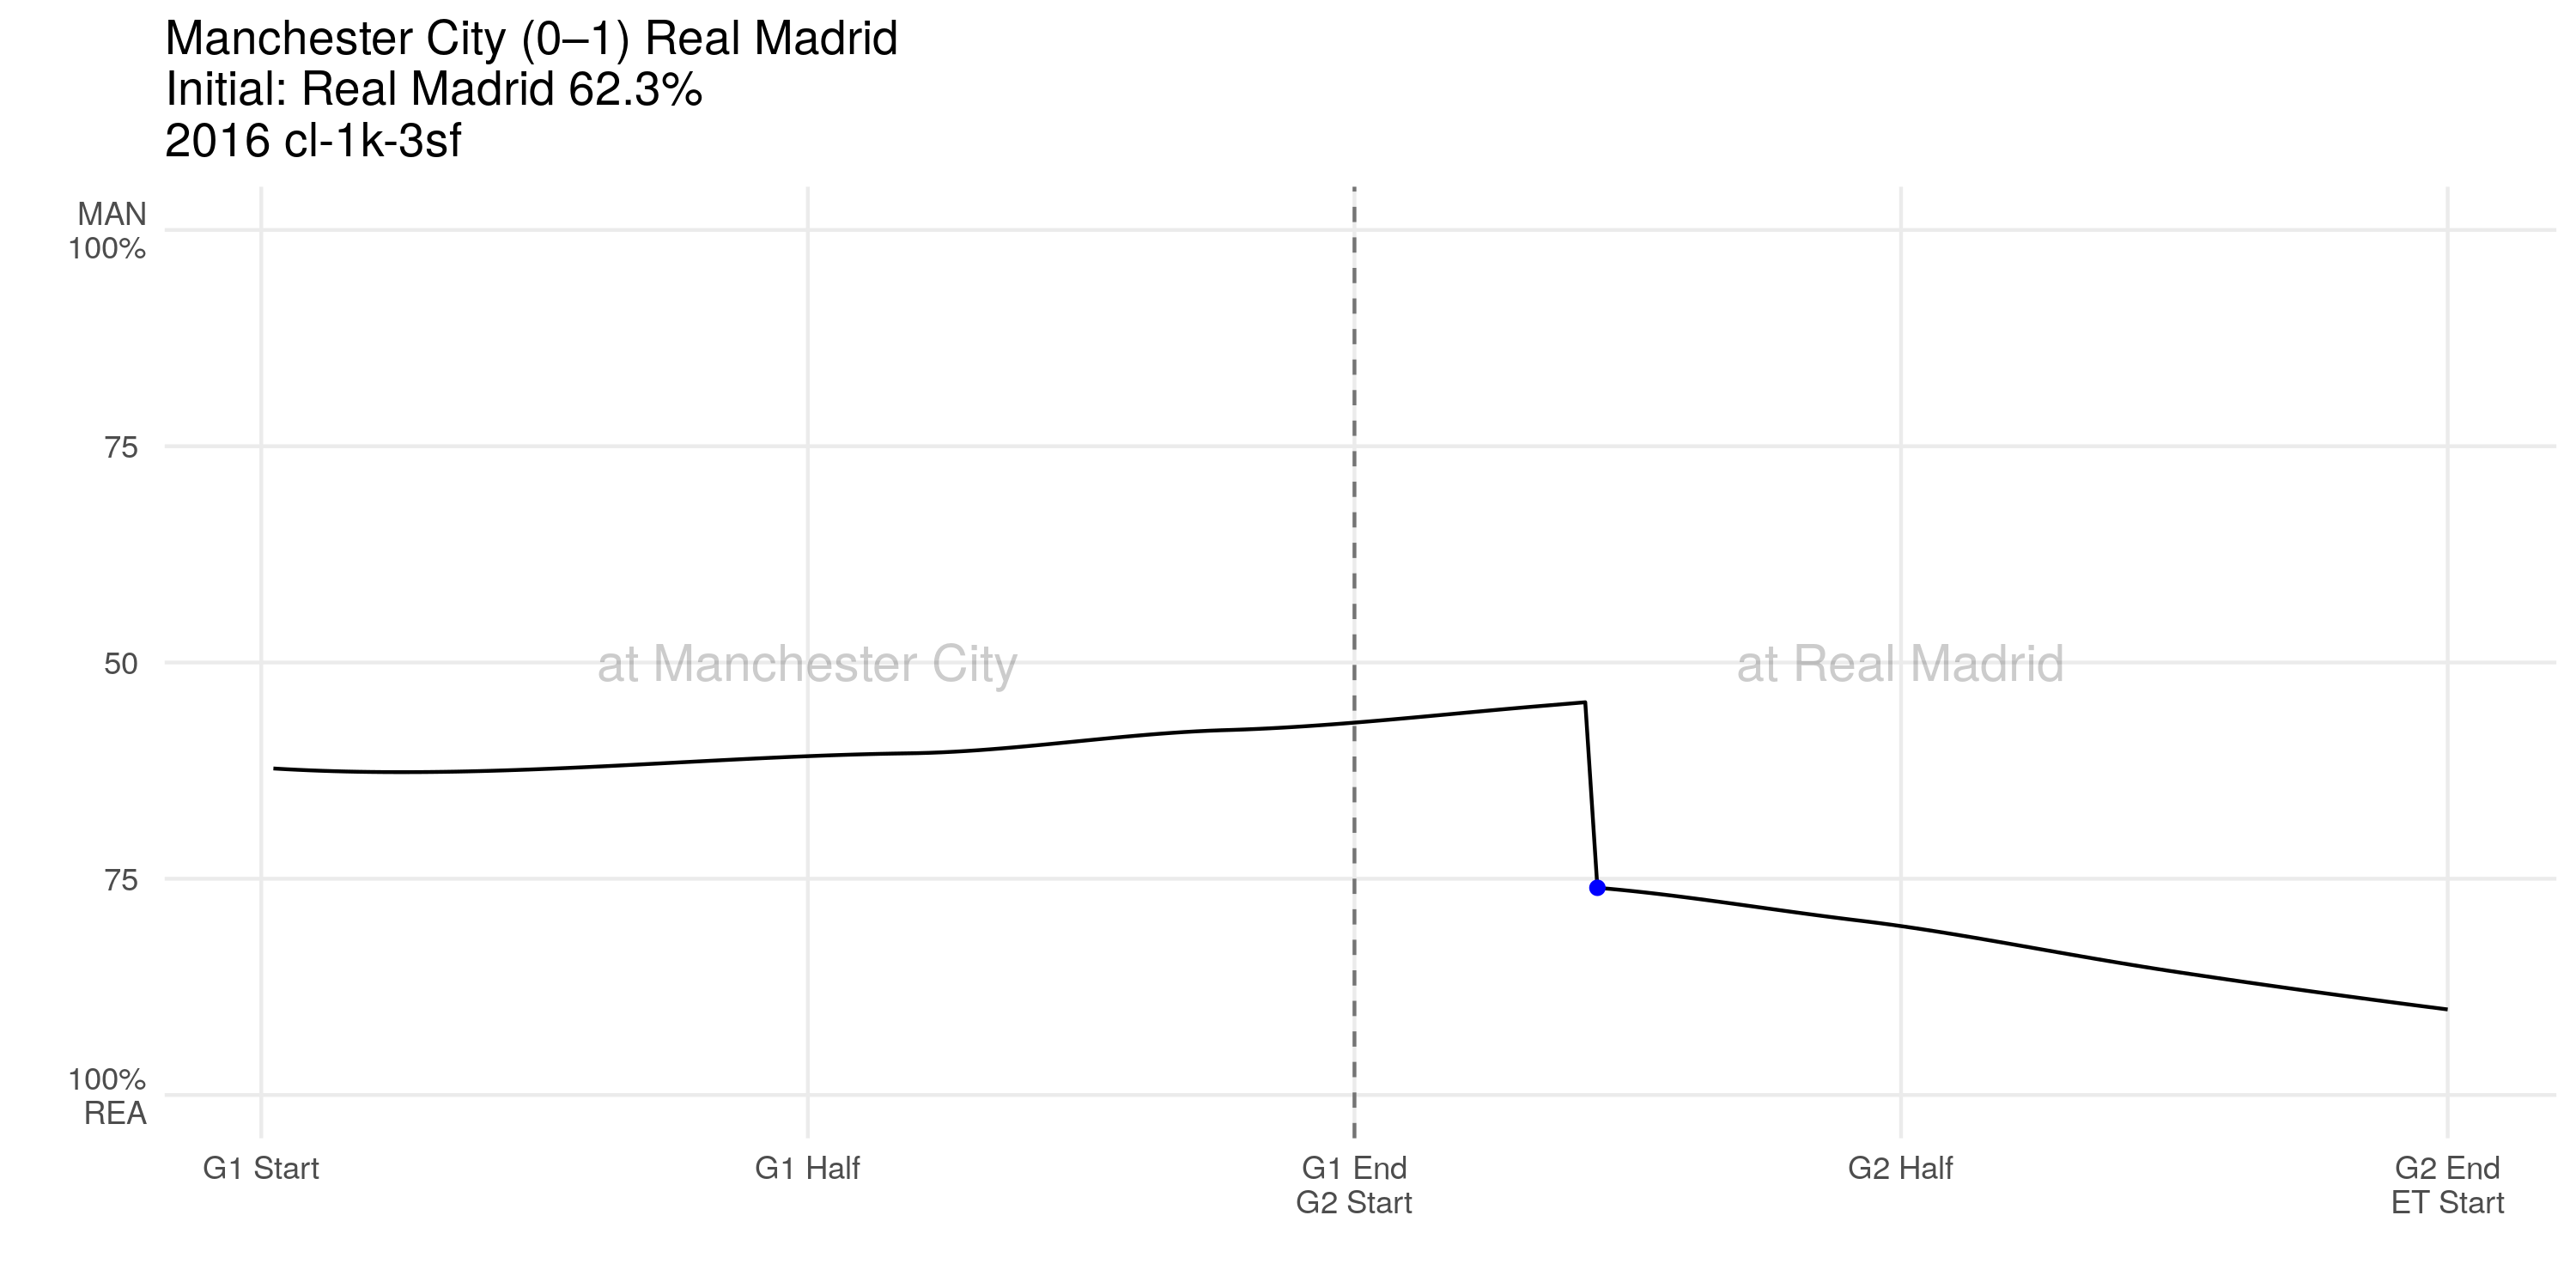 Manchester City (0–1) Real Madrid
Initial: Real Madrid 62.3%
2016 cl-1k-3sf
MAN
100%
75
50
75
100%
REA
at Manchester City
at Real Madrid
G1 Start
G1 Half
G1 End
G2 Start
G2 Half
G2 End
ET Start